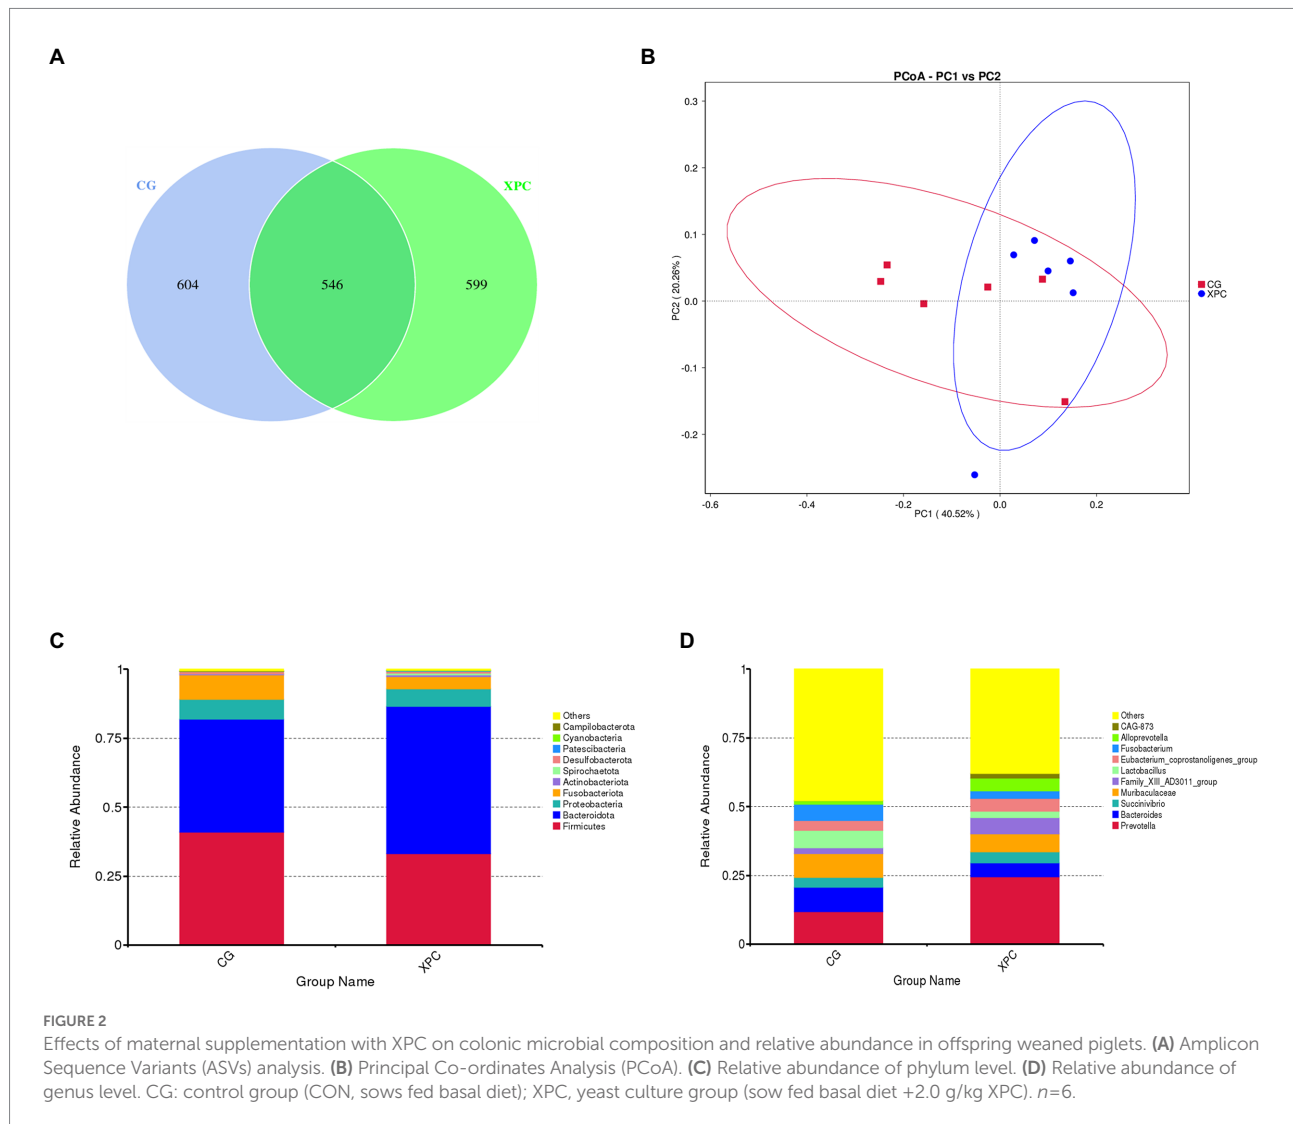 A
CG
XPC
604
546
599
B
PCoA - PC1 vs PC2
0.3
0.2
0.1
0.0
-0.1
-0.2
PC2 ( 20.26% )
-0.6
-0.4
-0.2
0.0
0.2
PC1 ( 40.52% )
CG
XPC
C
1
0.75
0.5
0.25
0
Relative Abundance
CG
XPC
Group Name
Others
Campilobacterota
Cyanobacteria
Patescibacteria
Desulfobacterota
Spirochaetota
Actinobacteriota
Fusobacteriota
Proteobacteria
Bacteroidota
Firmicutes
D
1
0.75
0.5
0.25
0
Relative Abundance
CG
XPC
Group Name
Others
CAG-873
Alloprevotella
Fusobacterium
Eubacterium_coprostanoligenes_group
Lactobacillus
Family_XIII_AD3011_group
Muribaculaceae
Succinivibrio
Bacteroides
Prevotella
FIGURE 2
Effects of maternal supplementation with XPC on colonic microbial composition and relative abundance in offspring weaned piglets. (A) Amplicon
Sequence Variants (ASVs) analysis. (B) Principal Co-ordinates Analysis (PCoA). (C) Relative abundance of phylum level. (D) Relative abundance of
genus level. CG: control group (CON, sows fed basal diet); XPC, yeast culture group (sow fed basal diet +2.0 g/kg XPC). n=6.